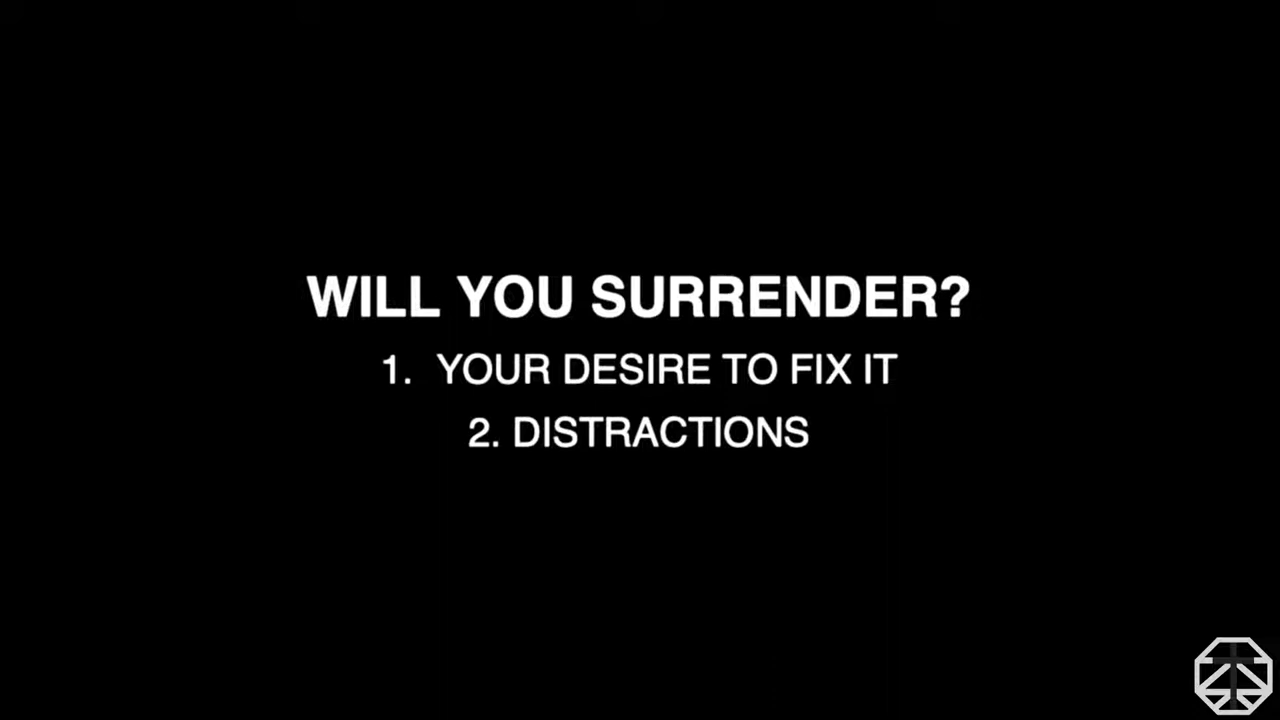 WILL YOU SURRENDER?
1. YOUR DESIRE TO FIX IT
2. DISTRACTIONS